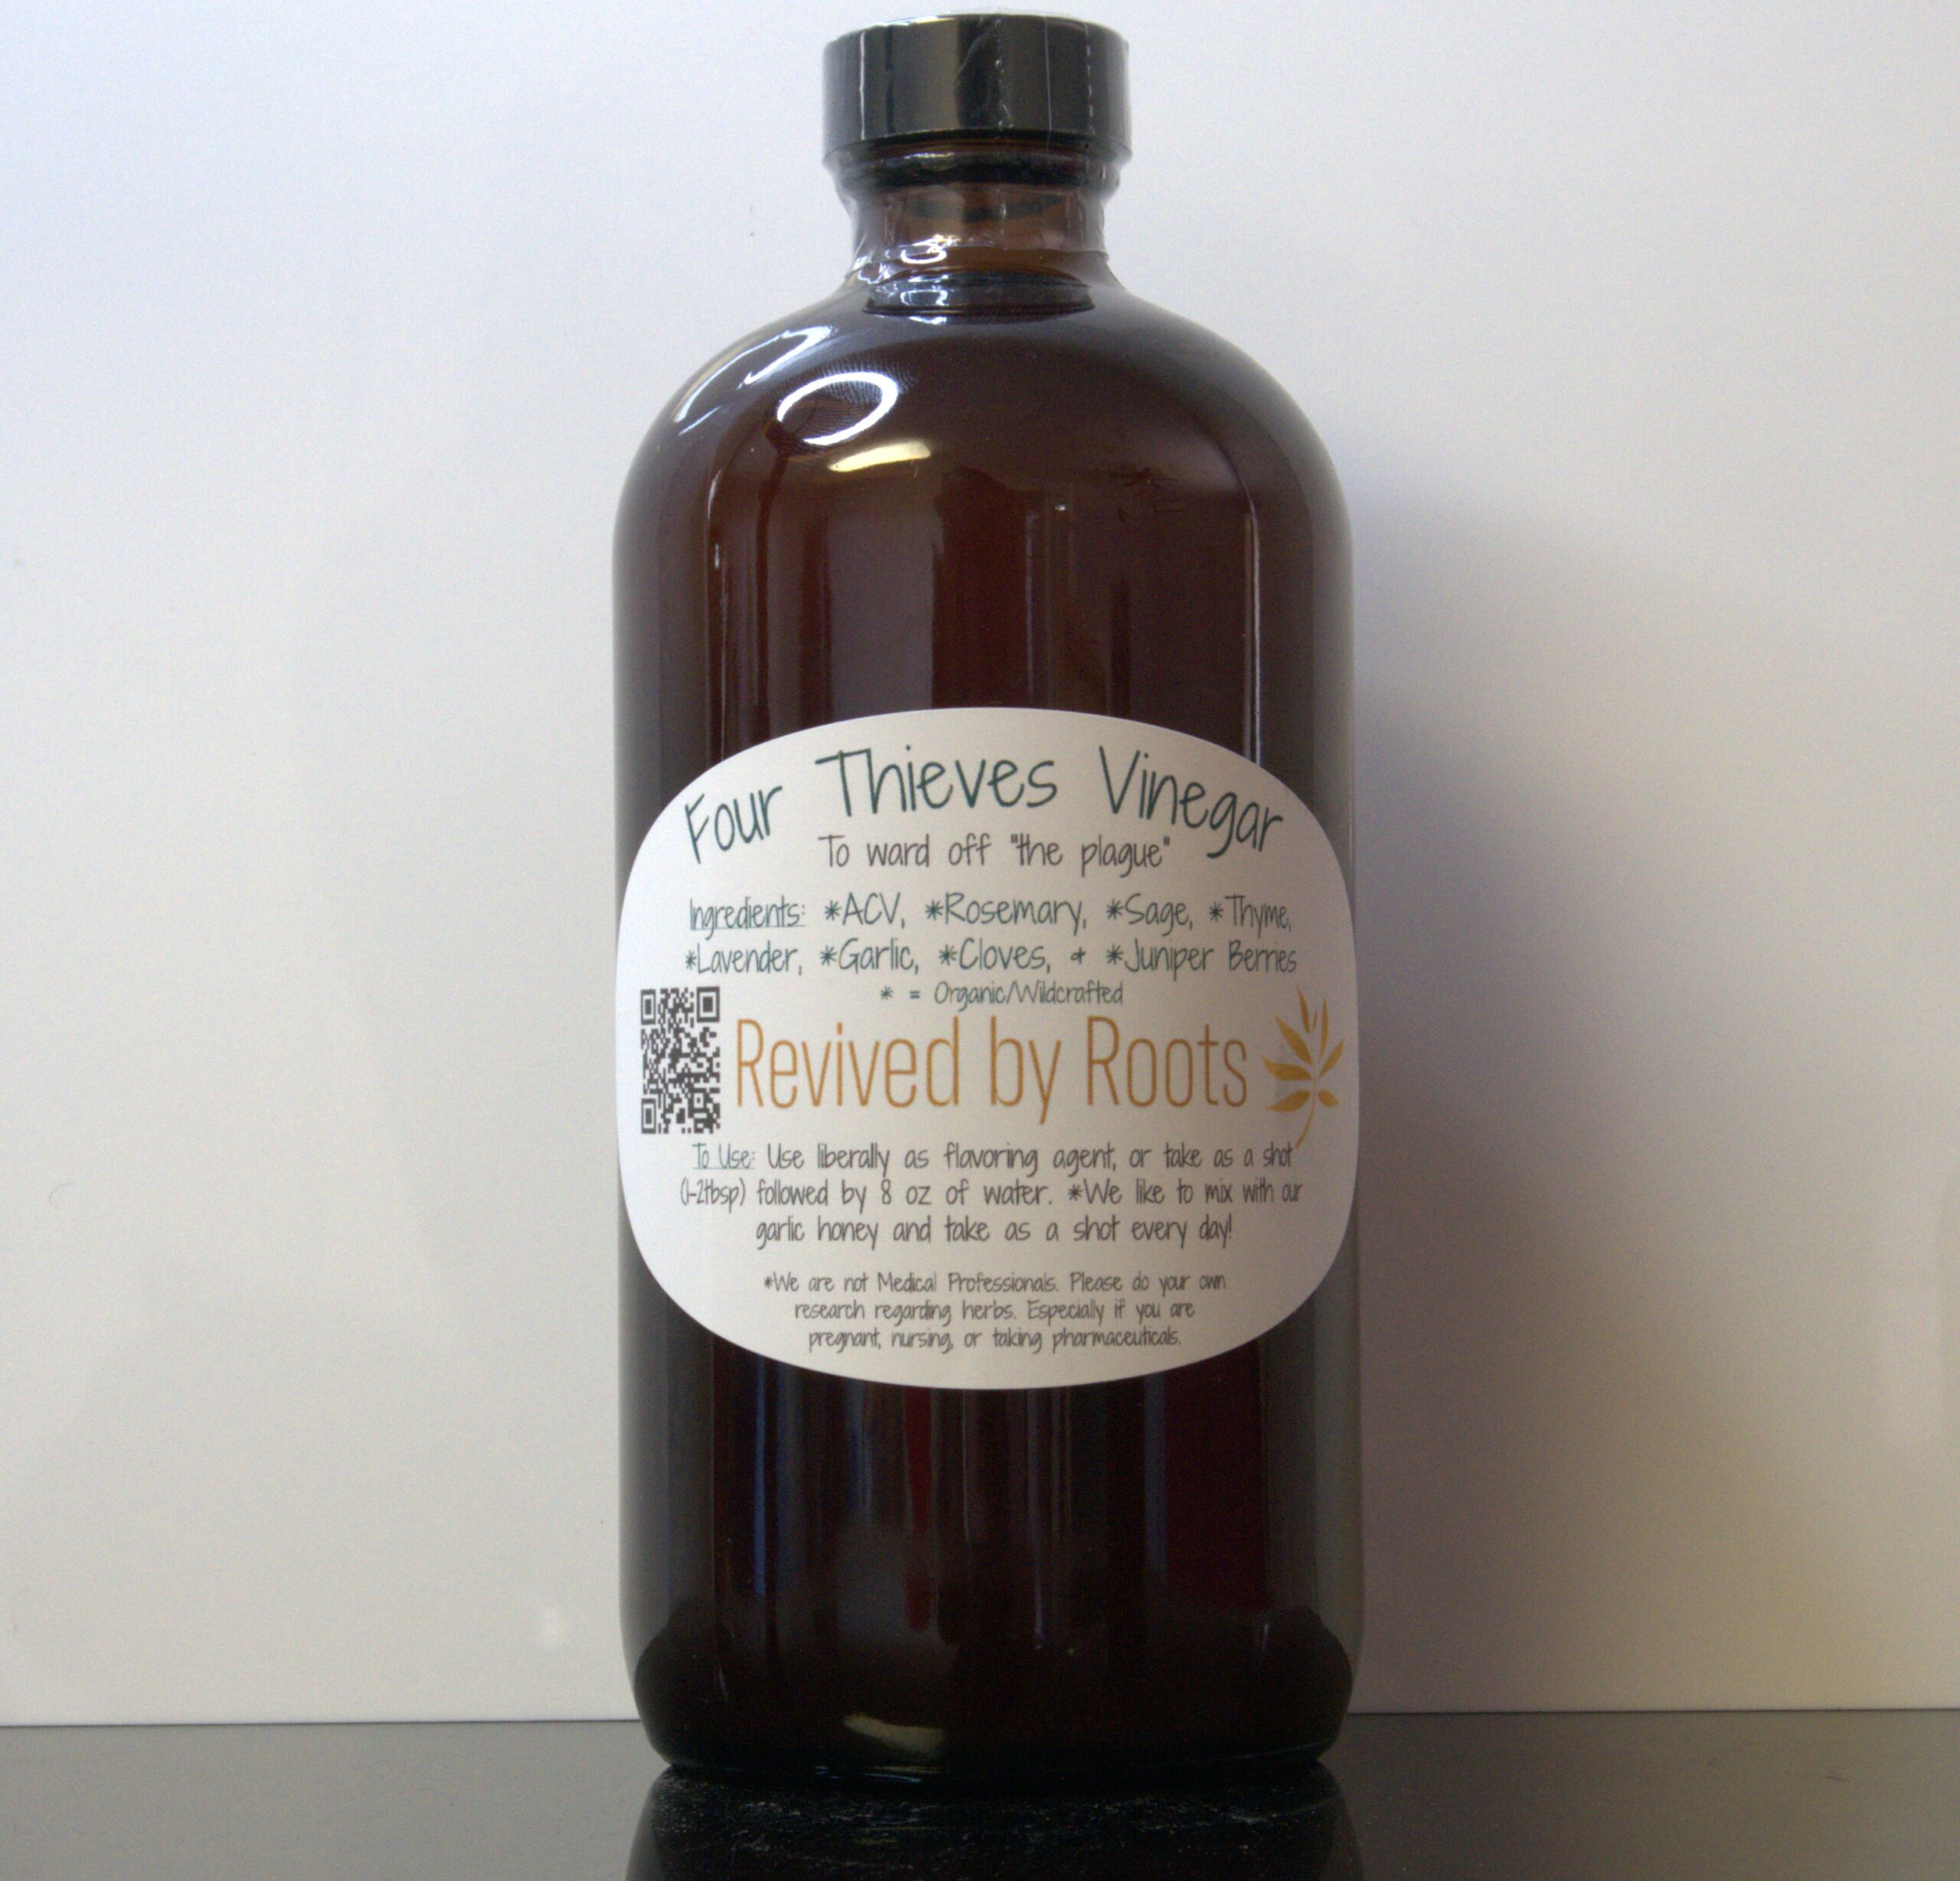 Four Thieves Vinegar
To ward off "the plague"
Ingredients: *ACV, *Rosemary, *Sage, *Thyme,
*Lavender, *Garlic, *Cloves, & *Juniper Berries
* = Organic/Wildcrafted
Revived by Roots
To Use: Use liberally as flavoring agent, or take as a shot
(1-2tbsp) followed by 8 oz of water. *We like to mix with our
garlic honey and take as a shot every day!
*We are not Medical Professionals. Please do your own
research regarding herbs. Especially if you are
pregnant, nursing, or taking pharmaceuticals.